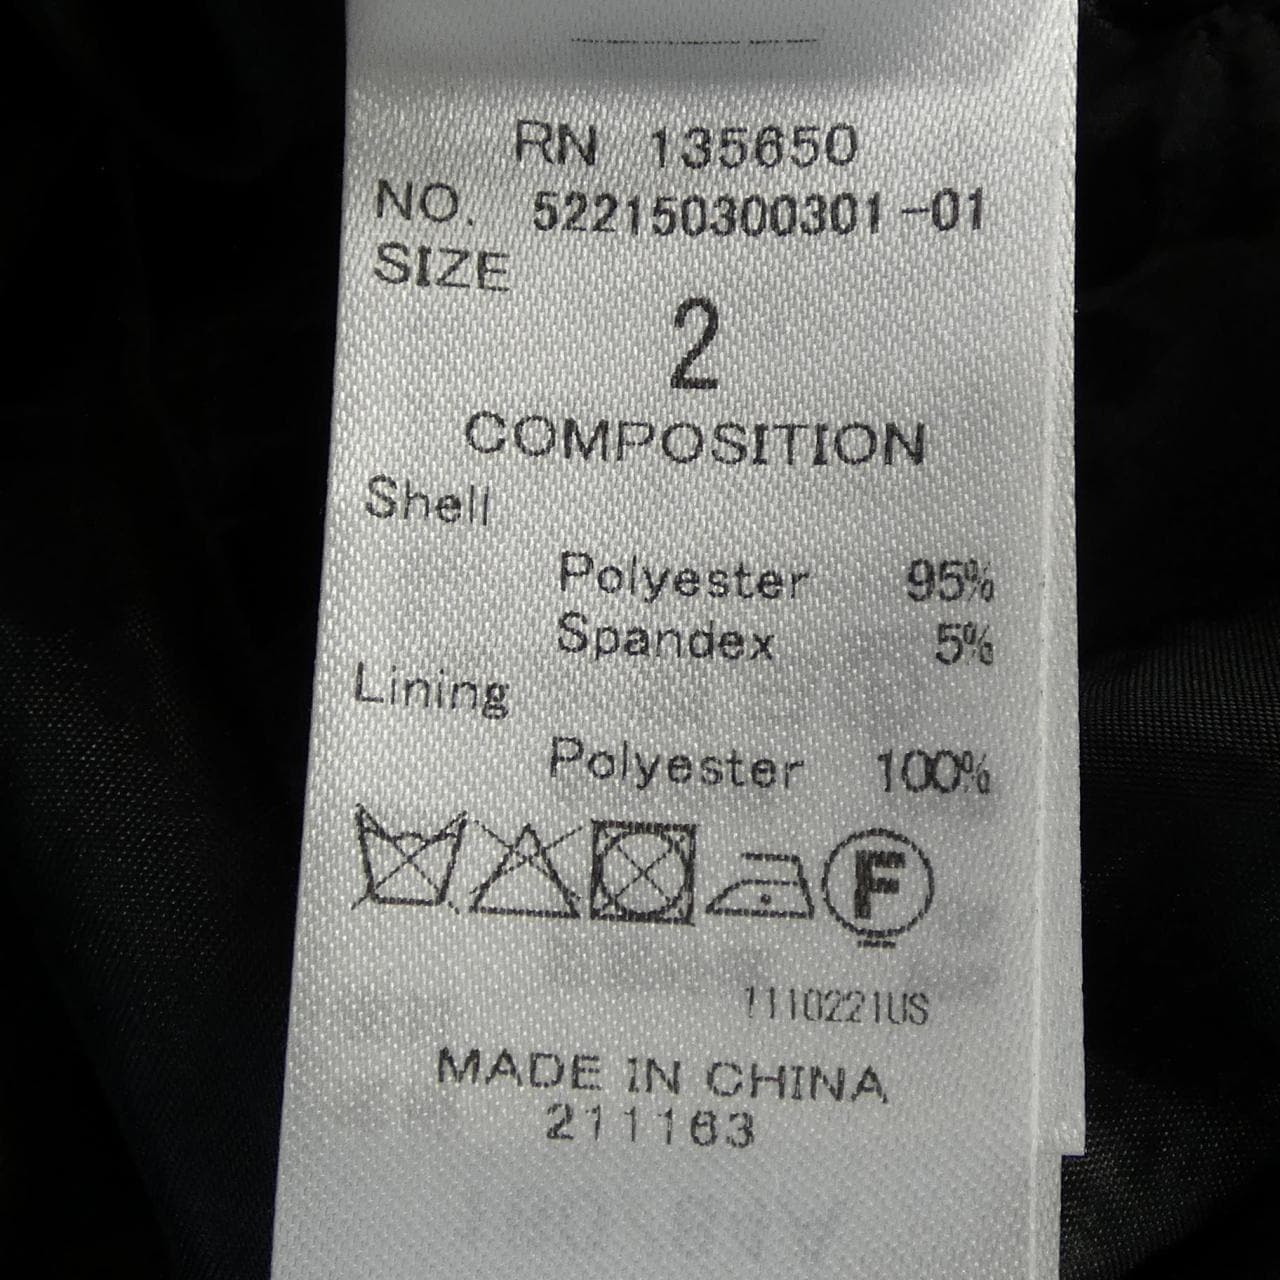 RN 135650
NO. 522150300301-01
SIZE
2
COMPOSITION
Shell
Polyester 95%
Spandex 5%
Lining
Polyester 100%
F
1110221US
MADE IN CHINA
211163